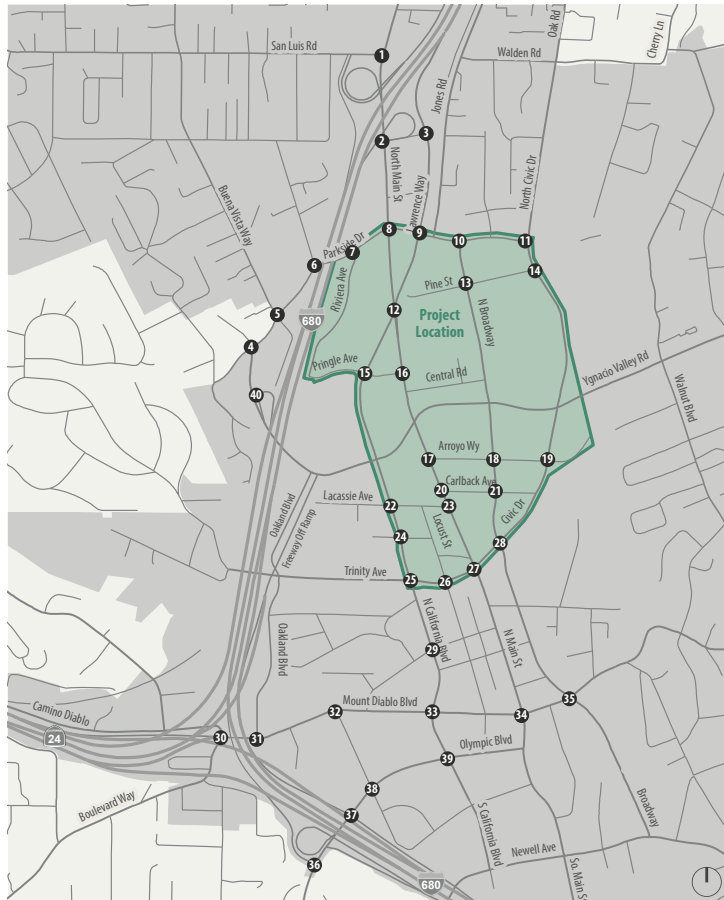 Oak Rd
Cherry Ln
San Luis Rd
1
Walden Rd
Jones Rd
3
2
North Main St
Buena Vista Way
Lawrence Way
North Civic Dr
8
9
10
11
Parkside Dr
7
6
14
Riviera Ave
Pine St
13
5
680
12
N Broadway
Project
Location
4
Pringle Ave
15
16
Central Rd
Ygnacio Valley Rd
Walnut Blvd
40
Arroyo Wy
17
18
19
Carlback Ave
20
21
Lacassie Ave
22
23
Oakland Blvd
Freeway Off Ramp
Locust St
Civic Dr
24
28
Trinity Ave
25
26
27
N California Blvd
Oakland Blvd
N Main St
29
Camino Diablo
Mount Diablo Blvd
35
24
30
31
32
33
34
Olympic Blvd
39
38
Boulevard Way
37
S California Blvd
Broadway
36
Newell Ave
680
So. Main St